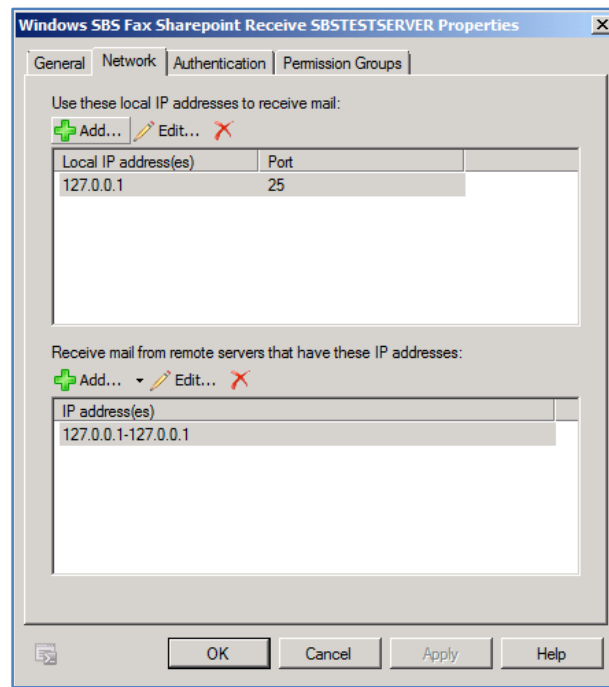 Windows SBS Fax Sharepoint Receive SBSTESTSERVER Properties
General Network Authentication Permission Groups
Use these local IP addresses to receive mail:
Add... Edit...
Local IP address(es) Port
127.0.0.1 25
Receive mail from remote servers that have these IP addresses:
Add... Edit...
IP address(es)
127.0.0.1-127.0.0.1
OK Cancel Apply Help